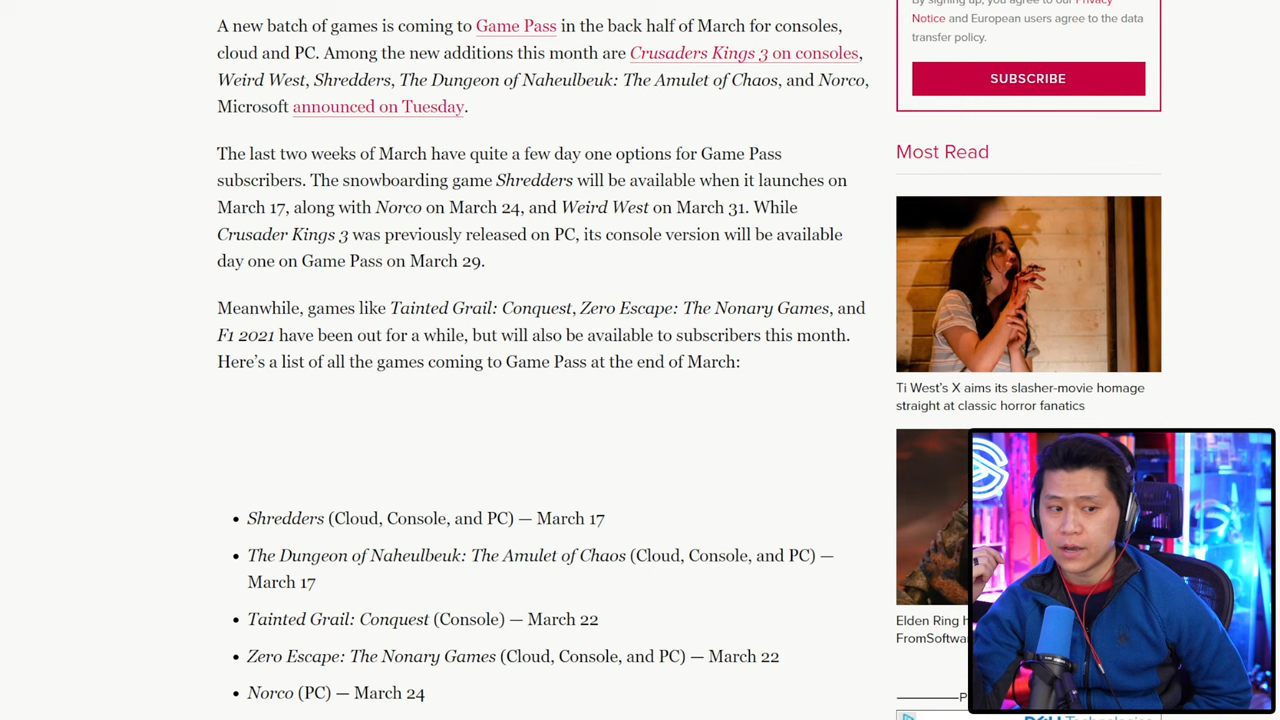 A new batch of games is coming to Game Pass in the back half of March for consoles,
cloud and PC. Among the new additions this month are Crusaders Kings 3 on consoles,
Weird West, Shredders, The Dungeon of Naheulbeuk: The Amulet of Chaos, and Norco,
Microsoft announced on Tuesday.
The last two weeks of March have quite a few day one options for Game Pass
subscribers. The snowboarding game Shredders will be available when it launches on
March 17, along with Norco on March 24, and Weird West on March 31. While
Crusader Kings 3 was previously released on PC, its console version will be available
day one on Game Pass on March 29.
Meanwhile, games like Tainted Grail: Conquest, Zero Escape: The Nonary Games, and
F1 2021 have been out for a while, but will also be available to subscribers this month.
Here's a list of all the games coming to Game Pass at the end of March:
• Shredders (Cloud, Console, and PC) — March 17
• The Dungeon of Naheulbeuk: The Amulet of Chaos (Cloud, Console, and PC) —
March 17
• Tainted Grail: Conquest (Console) — March 22
• Zero Escape: The Nonary Games (Cloud, Console, and PC) — March 22
• Norco (PC) — March 24
By signing up, you agree to our Privacy
Notice and European users agree to the data
transfer policy.
SUBSCRIBE
Most Read
Ti West's X aims its slasher-movie homage
straight at classic horror fanatics
Elden Ring